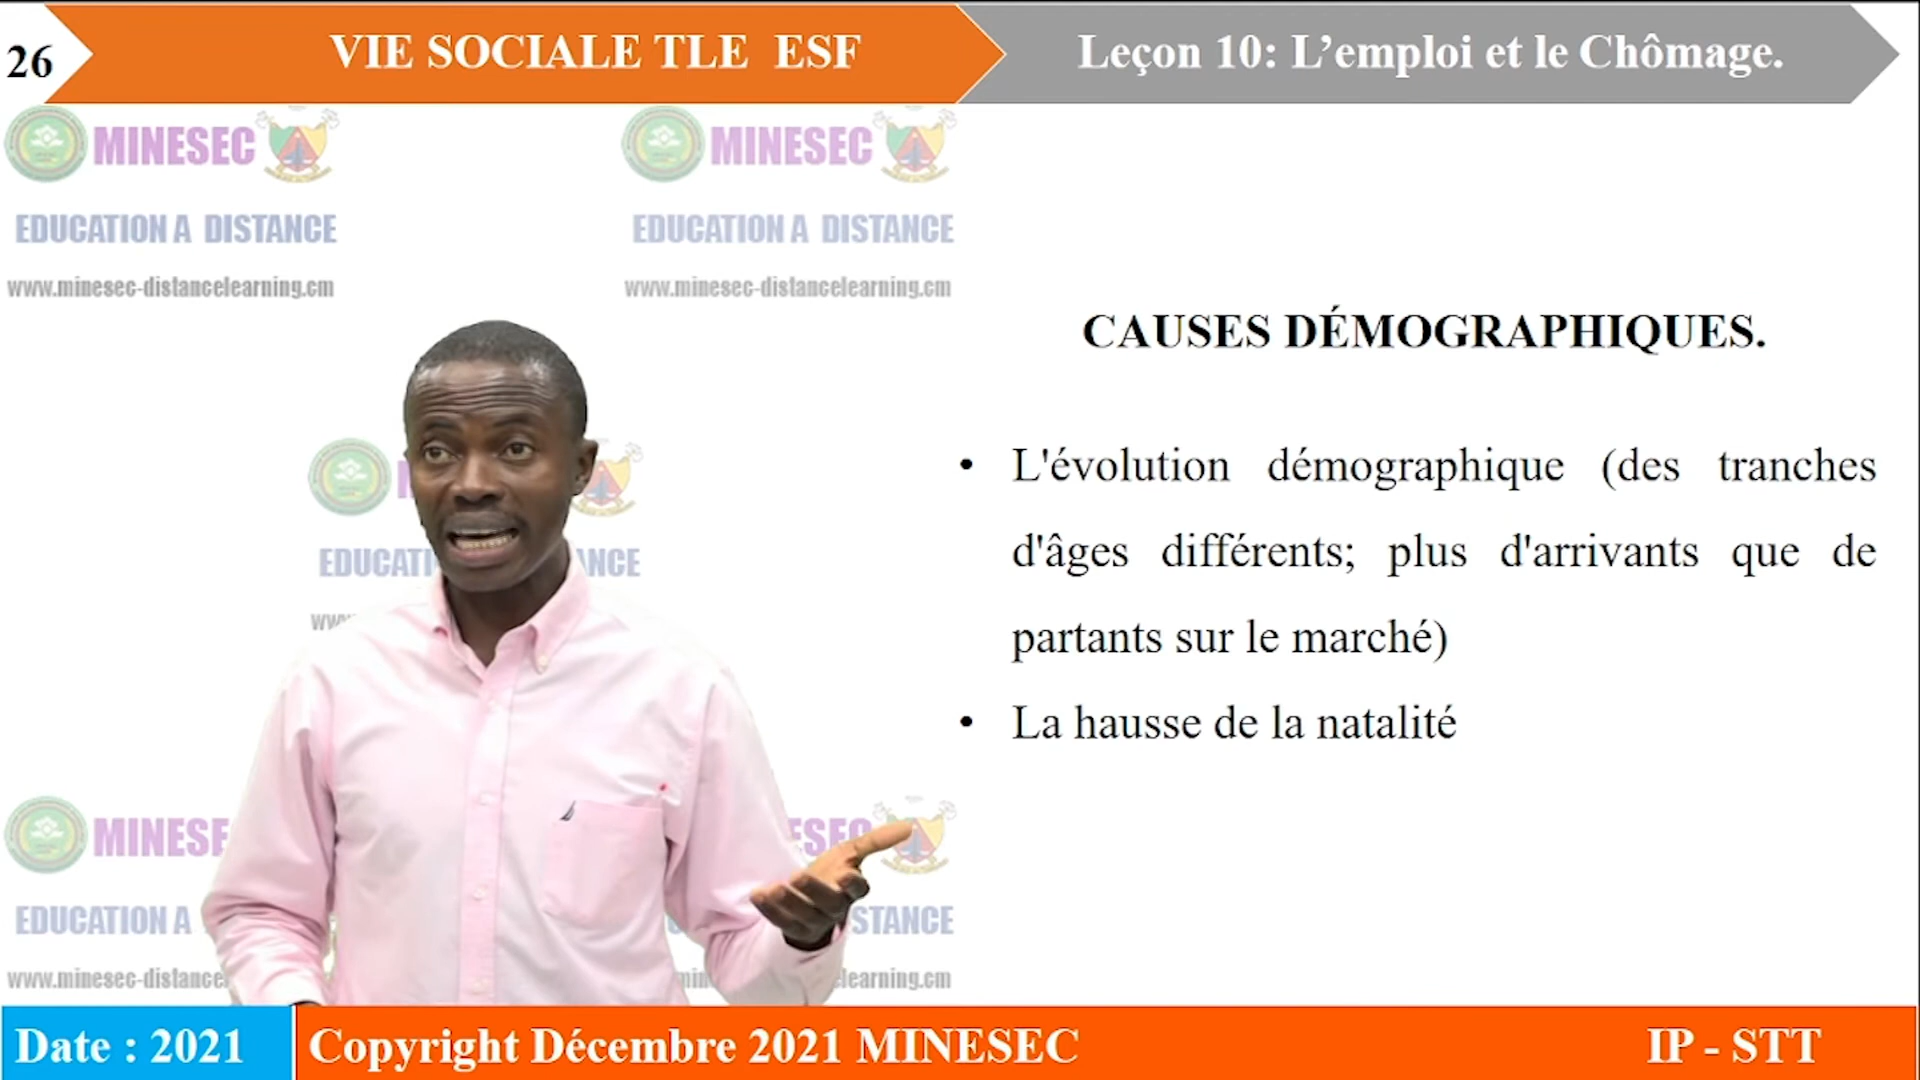 26
VIE SOCIALE TLE ESF
Leçon 10: L’emploi et le Chômage.
MINESEC
EDUCATION A DISTANCE
www.minesec-distancelearning.cm
MINESEC
EDUCATION A DISTANCE
www.minesec-distancelearning.cm
CAUSES DÉMOGRAPHIQUES.
• L'évolution démographique (des tranches
d'âges différents; plus d'arrivants que de
partants sur le marché)
• La hausse de la natalité
Date : 2021
Copyright Décembre 2021 MINESEC
IP - STT